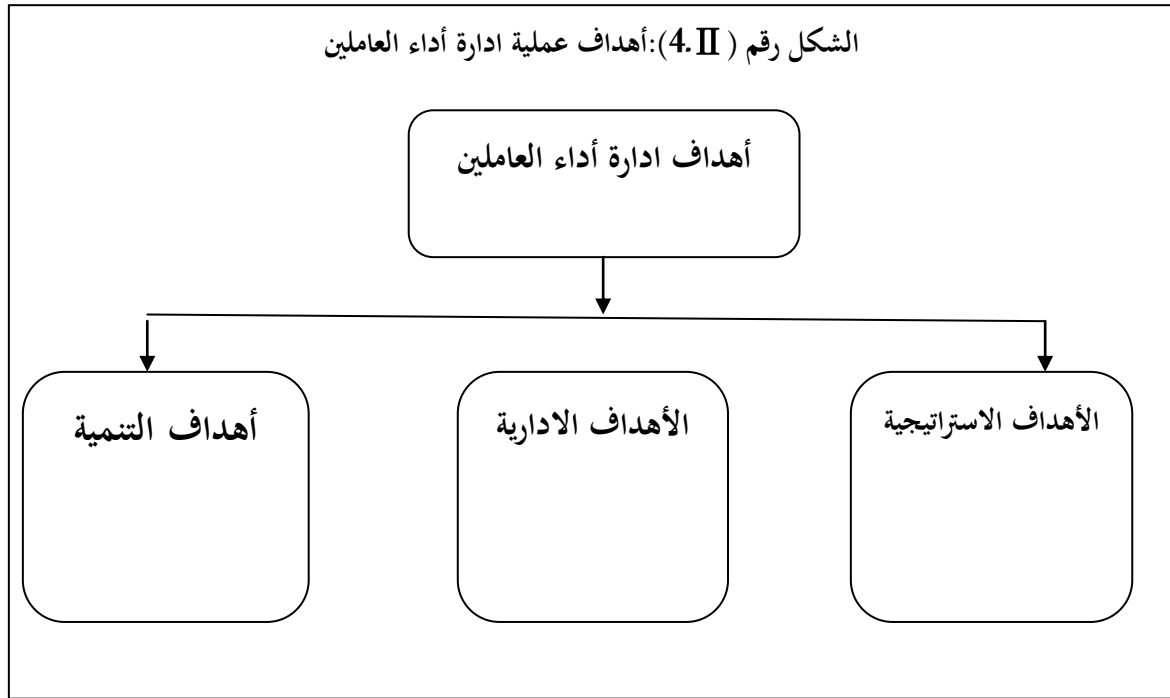 الشكل رقم ( 4.II):أهداف عملية ادارة أداء العاملين
أهداف ادارة أداء العاملين
الأهداف الاستراتيجية
الأهداف الادارية
أهداف التنمية